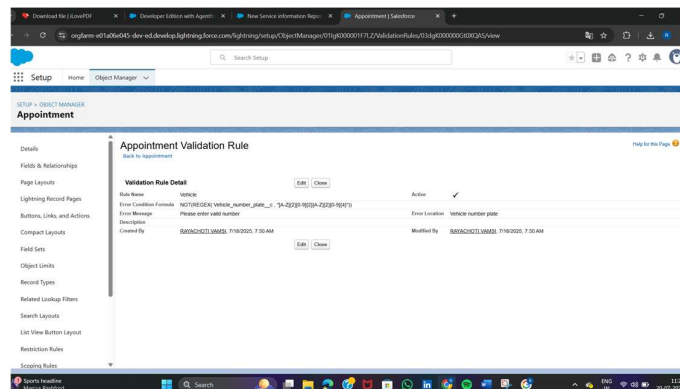 Download file | iLovePDF
Developer Edition with Agentfo
New Service information Repor
Appointment | Salesforce
orgfarm-e01a06e045-dev-ed.develop.lightning.force.com/lightning/setup/ObjectManager/01IgK000001F7LZ/ValidationRules/03dgK000000Gt0XQAS/view
Search Setup
Setup Home Object Manager
SETUP > OBJECT MANAGER
Appointment
Details
Fields & Relationships
Page Layouts
Lightning Record Pages
Buttons, Links, and Actions
Compact Layouts
Field Sets
Object Limits
Record Types
Related Lookup Filters
Search Layouts
List View Button Layout
Restriction Rules
Scoping Rules
Appointment Validation Rule
Back to Appointment
Help for this Page
Validation Rule Detail
Edit Clone
Rule Name Vehicle Active
Error Condition Formula NOT(REGEX( Vehicle_number_plate__c , "[A-Z]{2}[0-9]{2}[A-Z]{2}[0-9]{4}"))
Error Message Please enter valid number Error Location Vehicle number plate
Description
Created By RAYACHOTI VAMSI, 7/18/2025, 7:30 AM Modified By RAYACHOTI VAMSI, 7/18/2025, 7:30 AM
Edit Clone
Sports headline
Marcus Rashford
Search
ENG
IN